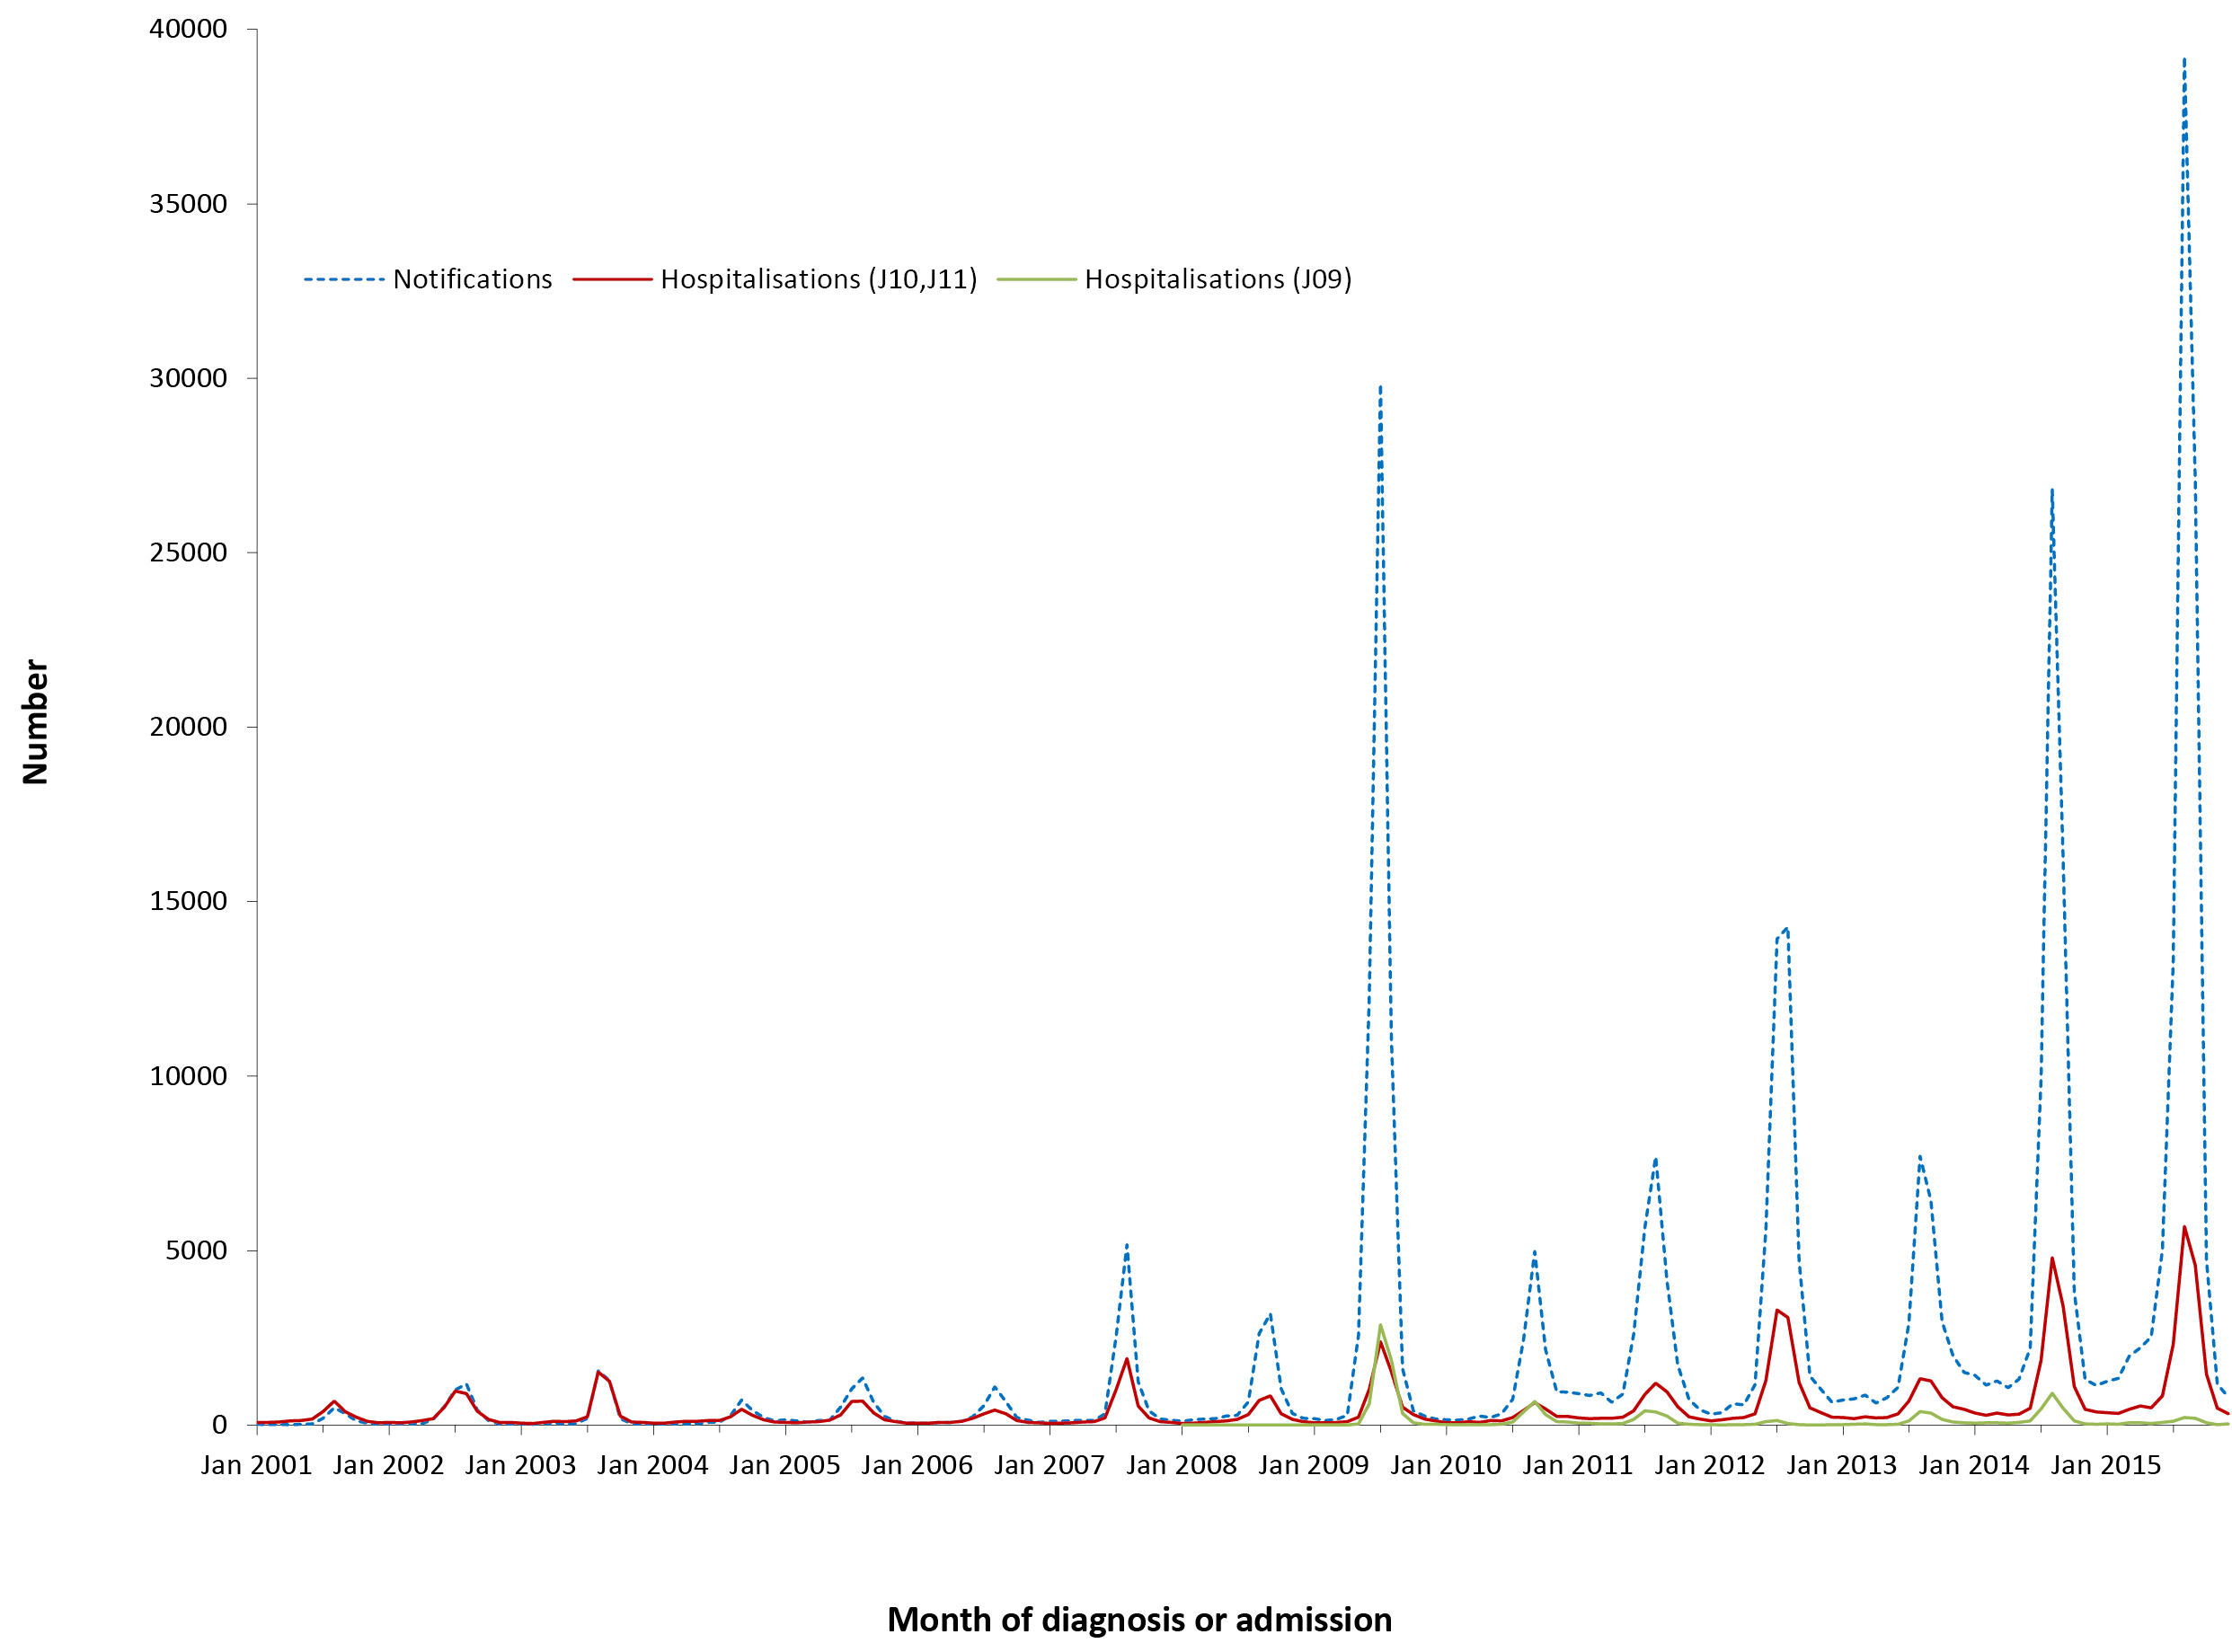 40000
35000
Notifications Hospitalisations (J10,J11) Hospitalisations (J09)
30000
25000
Number
20000
15000
10000
5000
0
Jan 2001 Jan 2002 Jan 2003 Jan 2004 Jan 2005 Jan 2006 Jan 2007 Jan 2008 Jan 2009 Jan 2010 Jan 2011 Jan 2012 Jan 2013 Jan 2014 Jan 2015
Month of diagnosis or admission